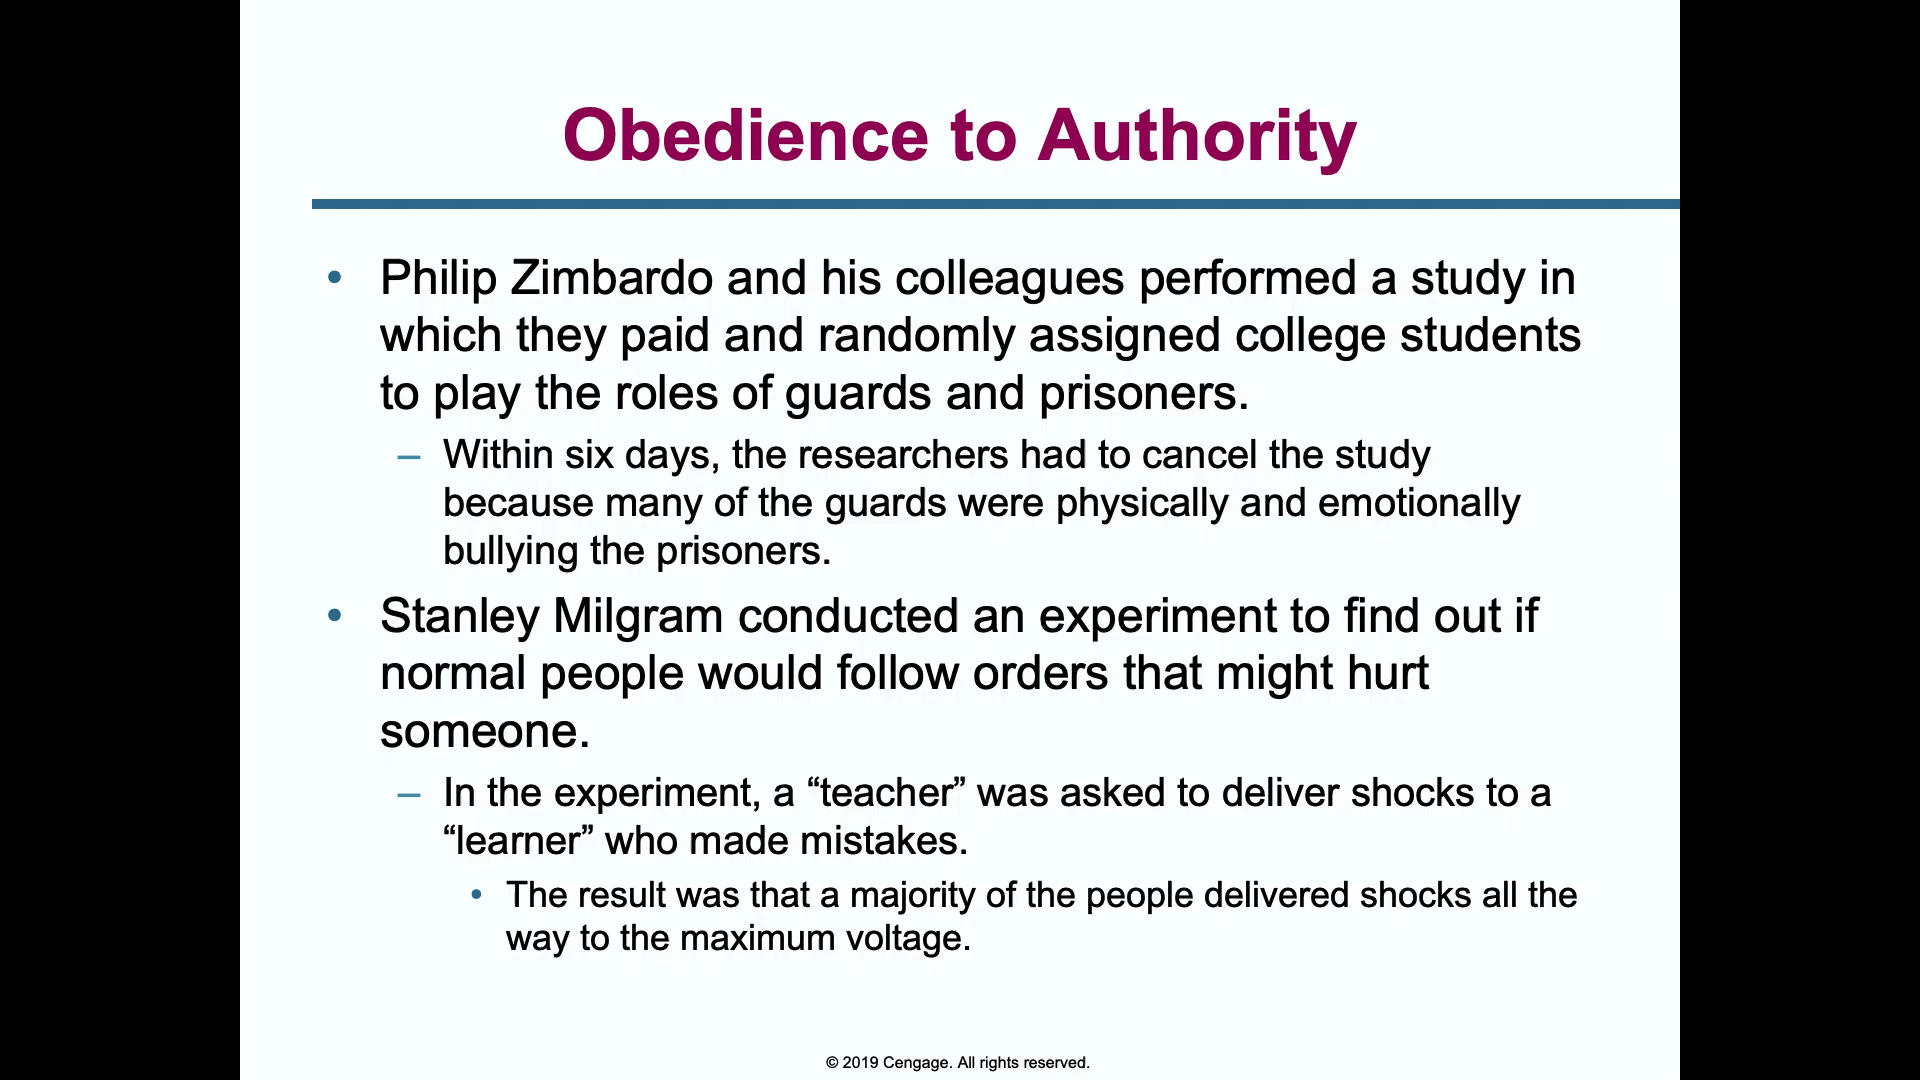 Obedience to Authority
• Philip Zimbardo and his colleagues performed a study in
which they paid and randomly assigned college students
to play the roles of guards and prisoners.
– Within six days, the researchers had to cancel the study
because many of the guards were physically and emotionally
bullying the prisoners.
• Stanley Milgram conducted an experiment to find out if
normal people would follow orders that might hurt
someone.
– In the experiment, a “teacher” was asked to deliver shocks to a
“learner” who made mistakes.
• The result was that a majority of the people delivered shocks all the
way to the maximum voltage.
© 2019 Cengage. All rights reserved.